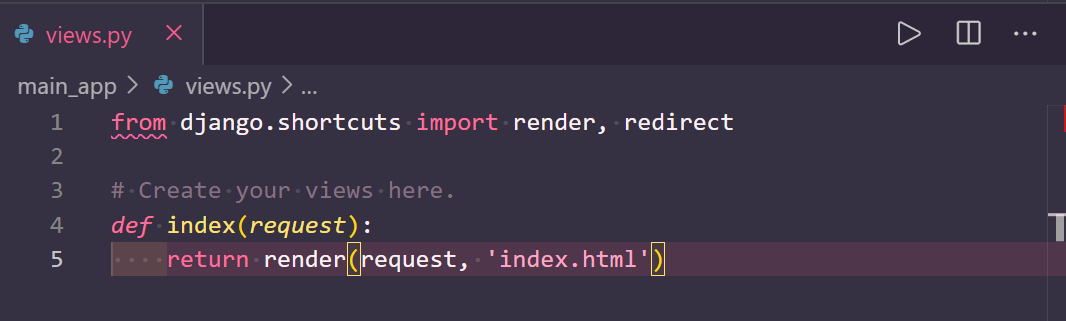 views.py
main_app > views.py > ...
1 from django.shortcuts import render, redirect
2
3 # Create your views here.
4 def index(request):
5     return render(request, 'index.html')